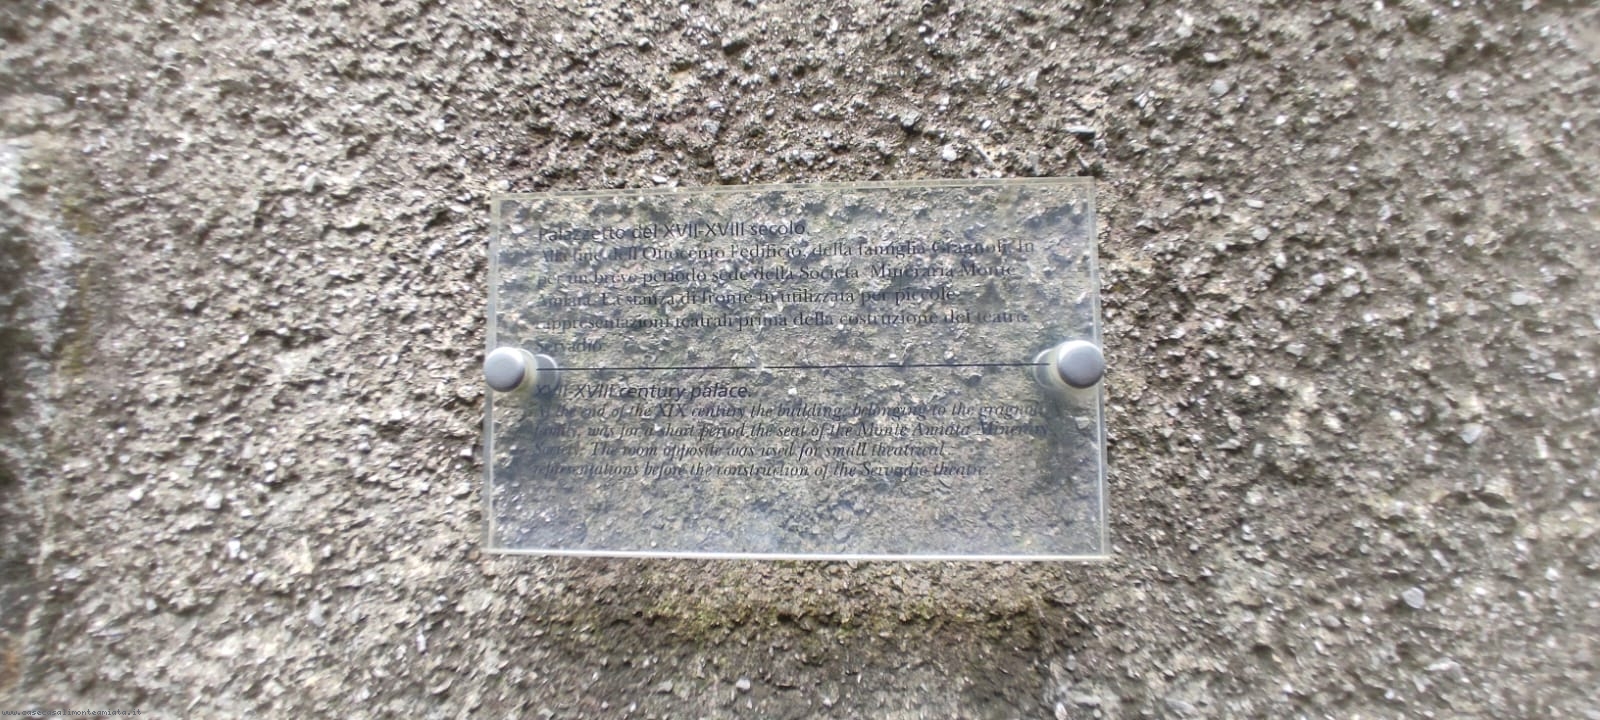 Palazzetto del XVII-XVIII secolo.
Alla fine dell'Ottocento l'edificio, della famiglia Gragnoli, fu
per un breve periodo sede della Società Mineraria Monte
Amiata. La stanza di fronte fu utilizzata per piccole
rappresentazioni teatrali prima della costruzione del teatro
Servadio.
XVII-XVIII century palace.
At the end of the XIX century the building, belonging to the gragnoli
family, was for a short period the seat of the Monte Amiata Minerary
Society. The room opposite was used for small theatrical
representations before the construction of the Servadio theatre.
www.casecasalimonteamiata.it